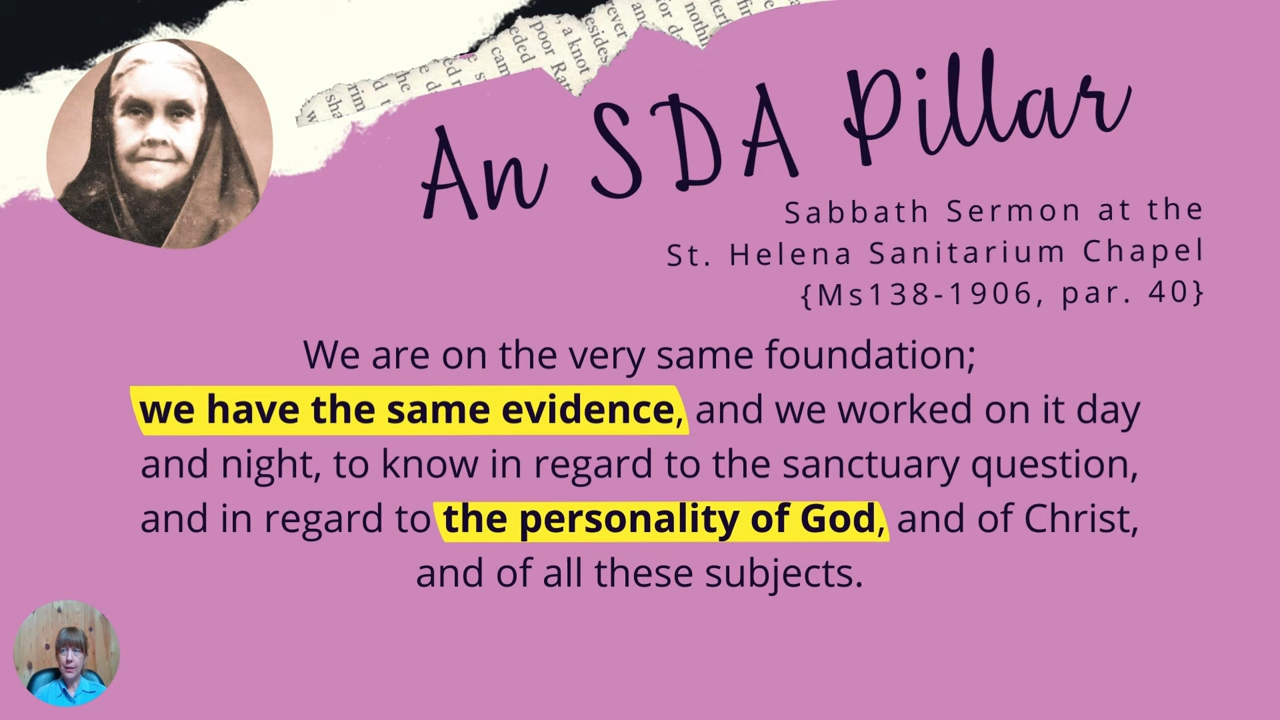 An SDA Pillar
Sabbath Sermon at the
St. Helena Sanitarium Chapel
{Ms138-1906, par. 40}
We are on the very same foundation;
we have the same evidence, and we worked on it day
and night, to know in regard to the sanctuary question,
and in regard to the personality of God, and of Christ,
and of all these subjects.